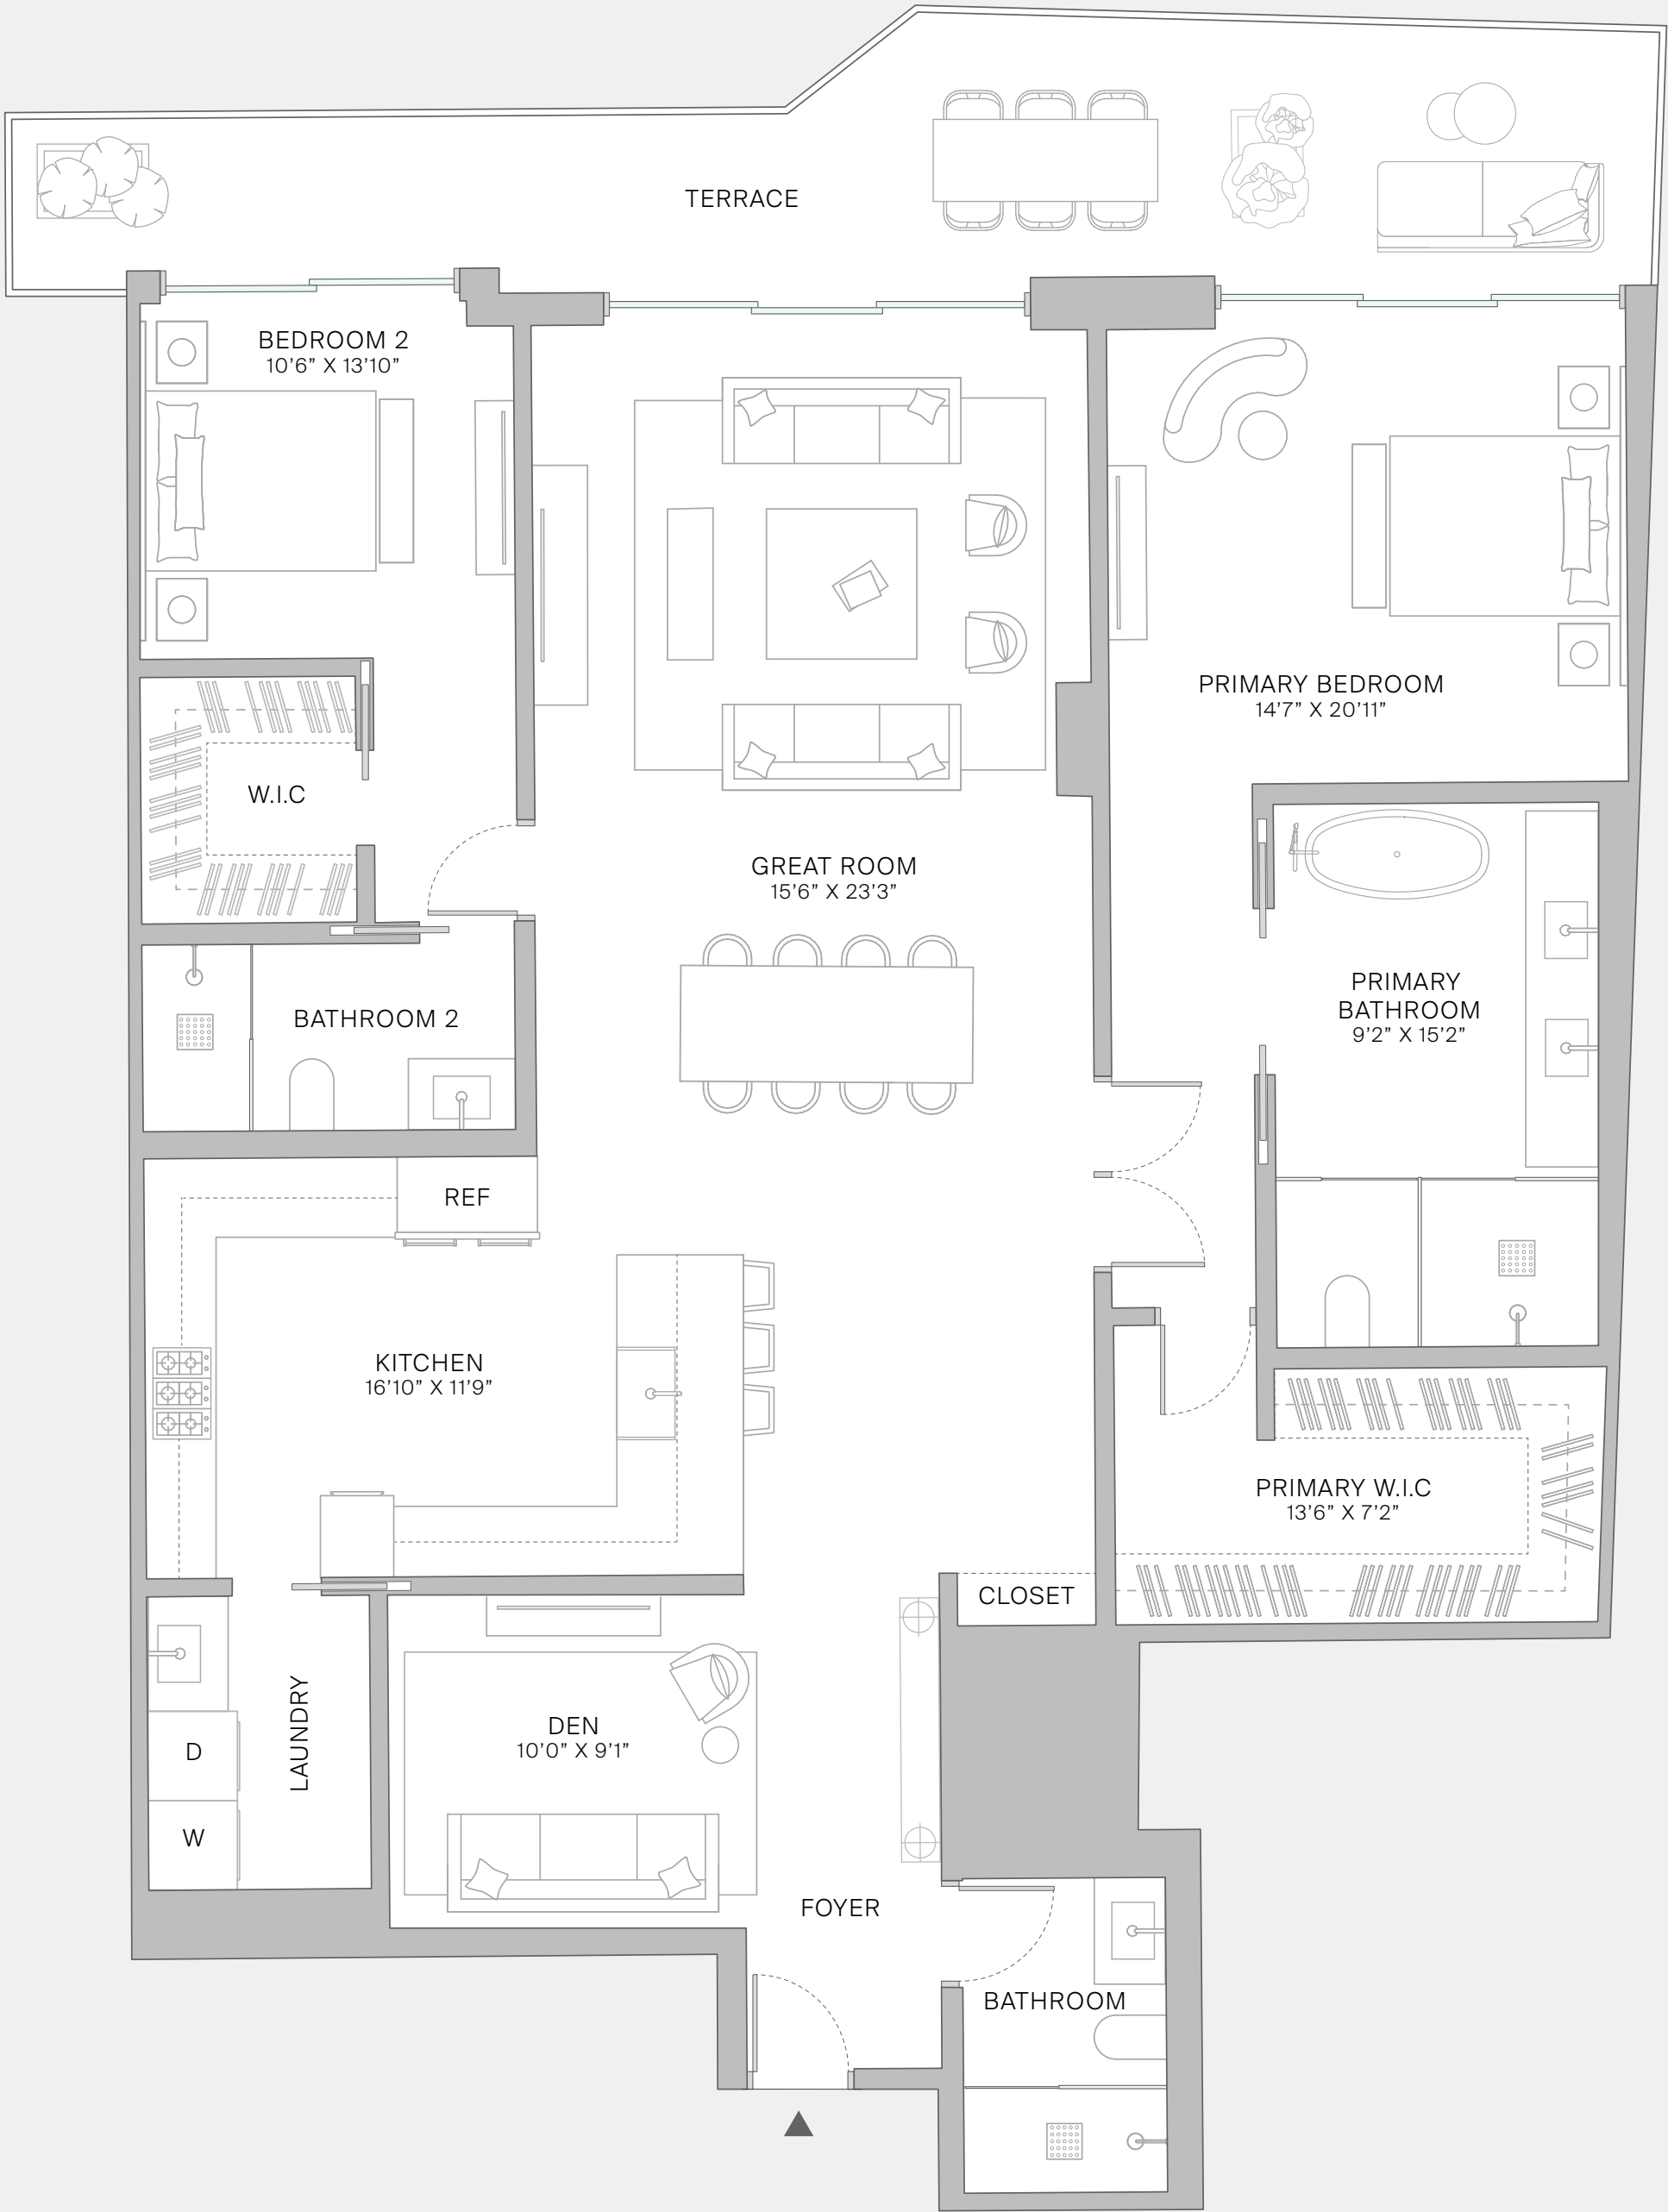 TERRACE
BEDROOM 2
10’6” X 13’10”
PRIMARY BEDROOM
14’7” X 20’11”
W.I.C
GREAT ROOM
15’6” X 23’3”
PRIMARY
BATHROOM
9’2” X 15’2”
BATHROOM 2
REF
KITCHEN
16’10” X 11’9”
PRIMARY W.I.C
13’6” X 7’2”
CLOSET
LAUNDRY
DEN
10’0” X 9’1”
D
W
FOYER
BATHROOM